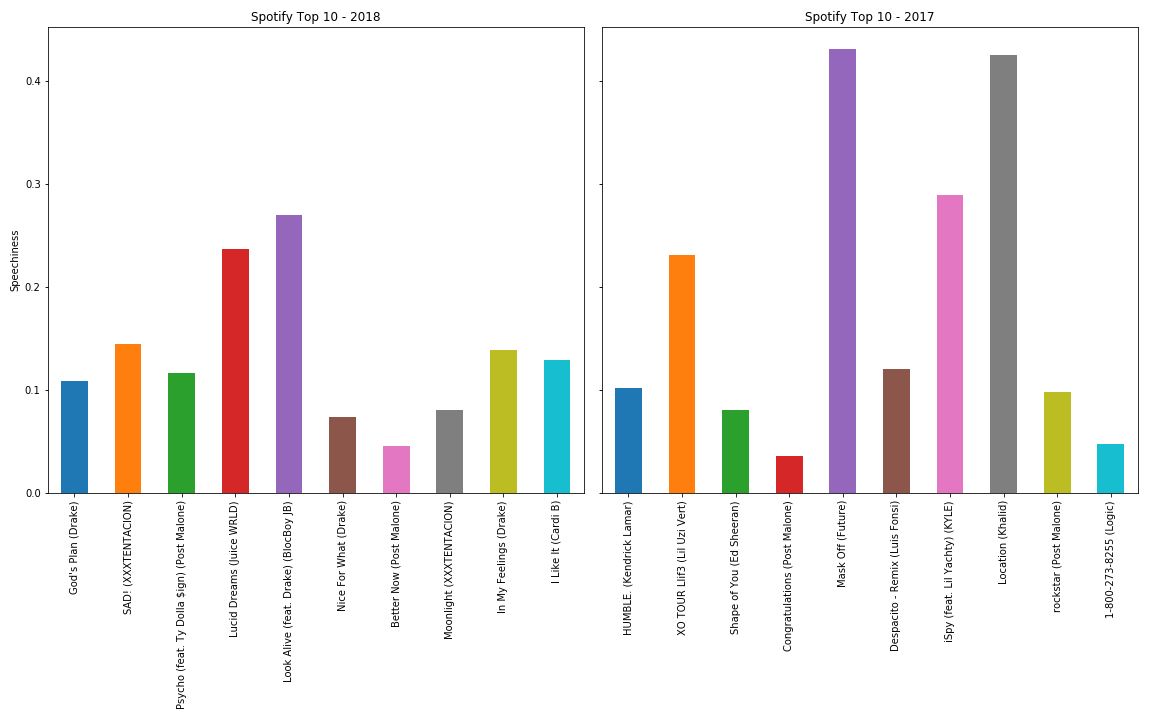 Spotify Top 10 - 2018
Speechiness
0.4
0.3
0.2
0.1
0.0
God's Plan (Drake)
SAD! (XXXTENTACION)
Psycho (feat. Ty Dolla $ign) (Post Malone)
Lucid Dreams (Juice WRLD)
Look Alive (feat. Drake) (BlocBoy JB)
Nice For What (Drake)
Better Now (Post Malone)
Moonlight (XXXTENTACION)
In My Feelings (Drake)
I Like It (Cardi B)
Spotify Top 10 - 2017
HUMBLE. (Kendrick Lamar)
XO TOUR Llif3 (Lil Uzi Vert)
Shape of You (Ed Sheeran)
Congratulations (Post Malone)
Mask Off (Future)
Despacito - Remix (Luis Fonsi)
iSpy (feat. Lil Yachty) (KYLE)
Location (Khalid)
rockstar (Post Malone)
1-800-273-8255 (Logic)